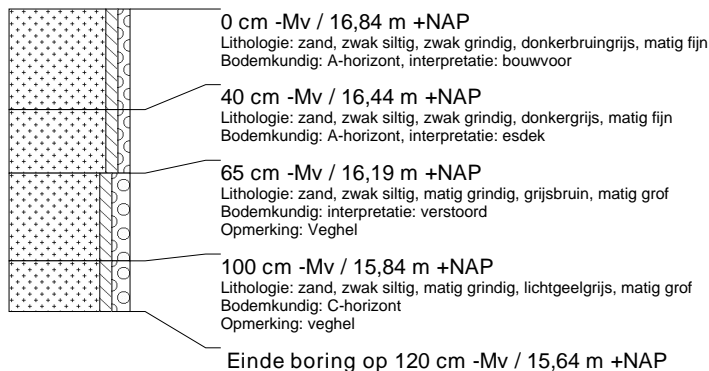 0 cm -Mv / 16,84 m +NAP
Lithologie: zand, zwak siltig, zwak grindig, donkerbruingrijs, matig fijn
Bodemkundig: A-horizont, interpretatie: bouwvoor
40 cm -Mv / 16,44 m +NAP
Lithologie: zand, zwak siltig, zwak grindig, donkergrijs, matig fijn
Bodemkundig: A-horizont, interpretatie: esdek
65 cm -Mv / 16,19 m +NAP
Lithologie: zand, zwak siltig, matig grindig, grijsbruin, matig grof
Bodemkundig: interpretatie: verstoord
Opmerking: Veghel
100 cm -Mv / 15,84 m +NAP
Lithologie: zand, zwak siltig, matig grindig, lichtgeelgrijs, matig grof
Bodemkundig: C-horizont
Opmerking: veghel
Einde boring op 120 cm -Mv / 15,64 m +NAP